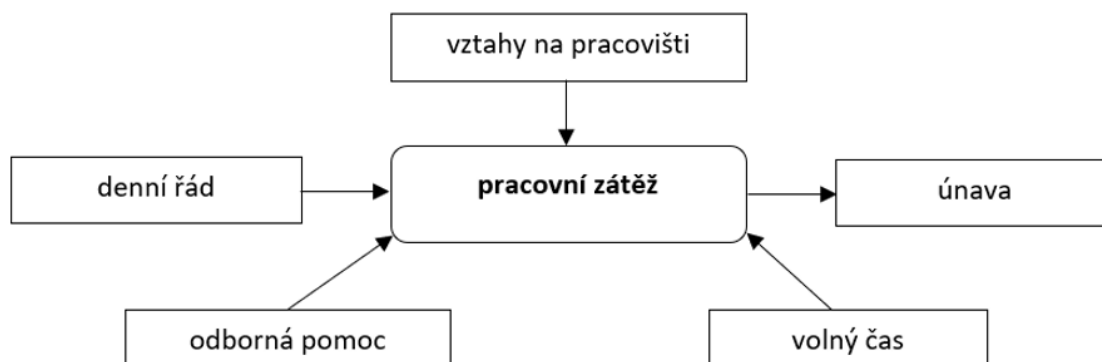 vztahy na pracovišti
denní řád
pracovní zátěž
únava
odborná pomoc
volný čas